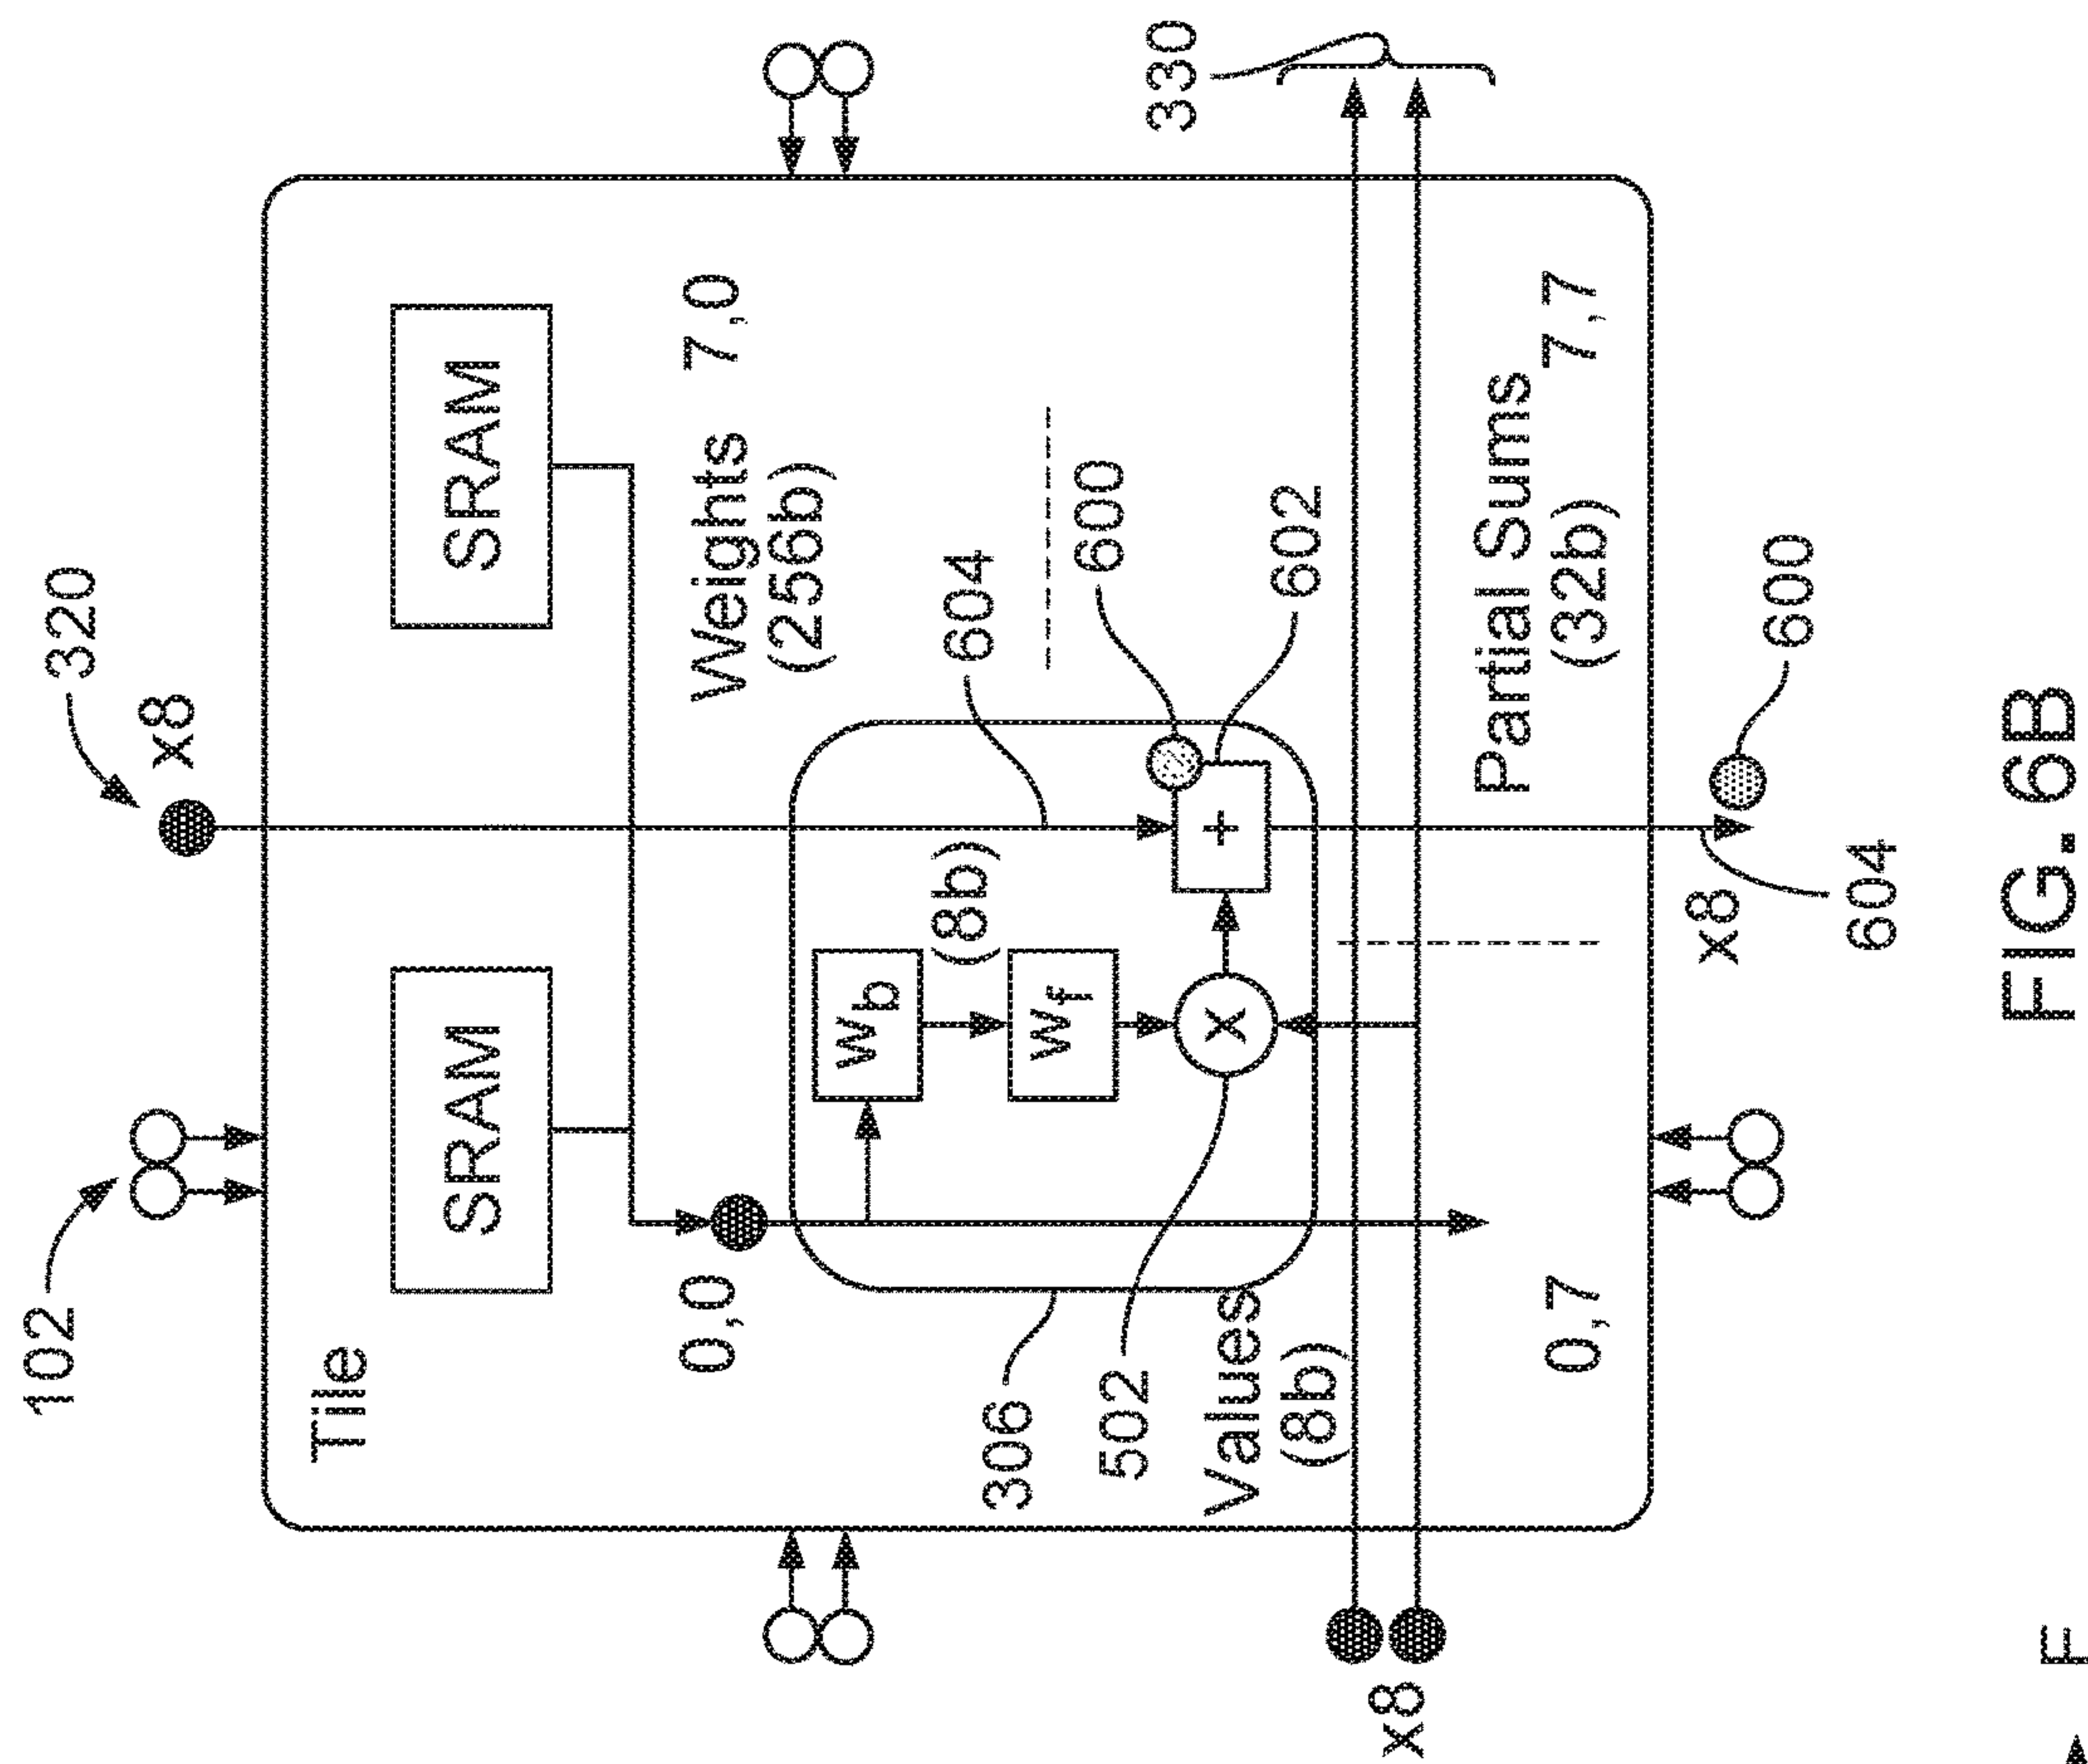 102
320
330
x8
Tile
SRAM
SRAM
0,0
Weights 7,0
(256b)
604
wb
(8b)
wf
600
306
502
x
+
602
Values
(8b)
x8
0,7
Partial Sums
(32b) 7,7
x8
604
600
FIG. 6B
F